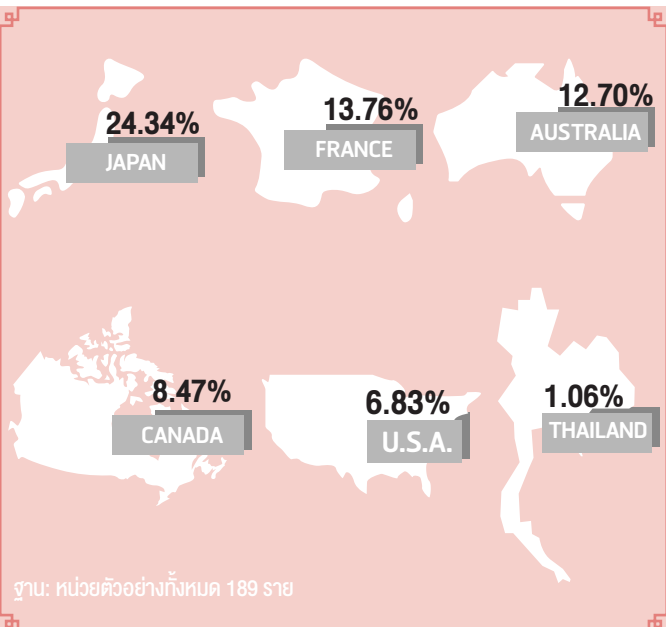 24.34%
JAPAN
13.76%
FRANCE
12.70%
AUSTRALIA
8.47%
CANADA
6.83%
U.S.A.
1.06%
THAILAND
ฐาน: หน่วยตัวอย่างทั้งหมด 189 ราย